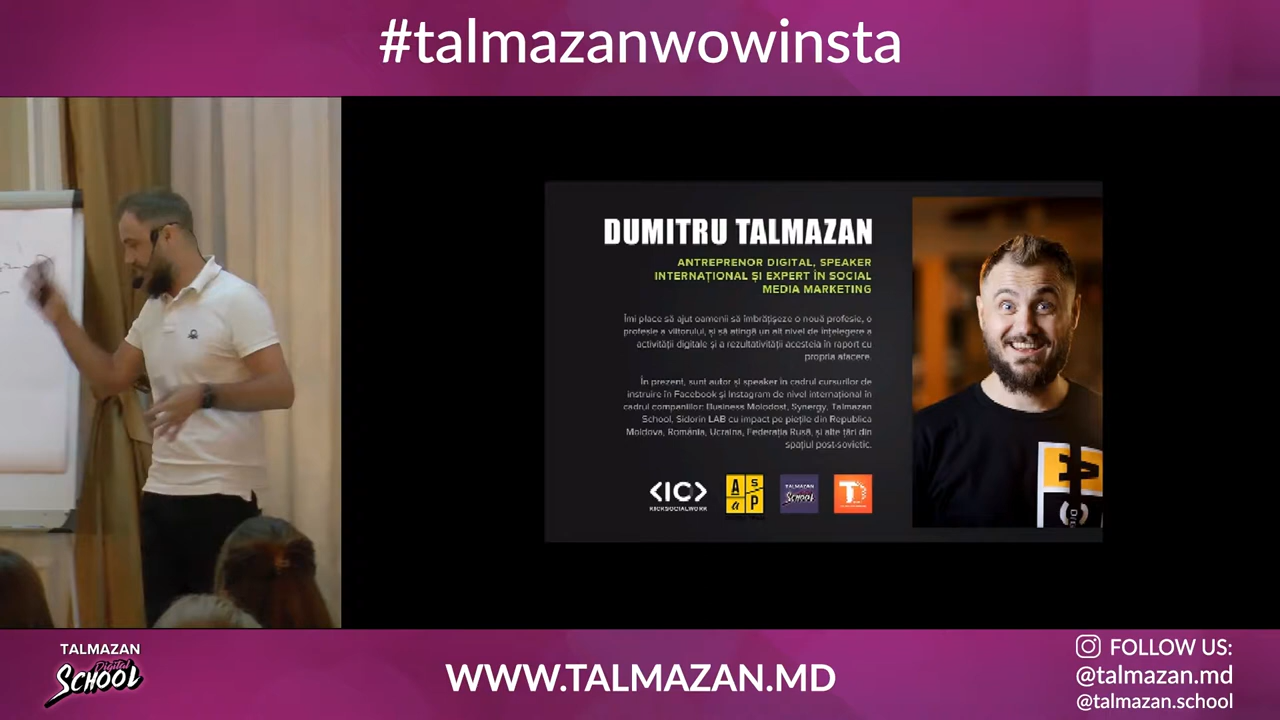 #talmazanwowinsta
DUMITRU TALMAZAN
ANTREPRENOR DIGITAL, SPEAKER
INTERNAȚIONAL ȘI EXPERT ÎN SOCIAL
MEDIA MARKETING
Îmi place să ajut oamenii să îmbrățișeze o nouă profesie, o
profesie a viitorului, și să atingă un alt nivel de înțelegere a
activității digitale și a rezultativității acesteia în raport cu
propria afacere.
În prezent, sunt autor și speaker în cadrul cursurilor de
instruire în Facebook și Instagram de nivel internațional în
cadrul companiilor: Business Molodost, Synergy, Talmazan
School, Sidorin LAB cu impact pe piețile din Republica
Moldova, România, Ucraina, Federația Rusă, și alte țări din
spațiul post-sovietic.
<IC>
KICKSOCIALWORK
A S
a P
TALMAZAN
SCHOOL
TALMAZAN
Digital
SCHOOL
WWW.TALMAZAN.MD
FOLLOW US:
@talmazan.md
@talmazan.school